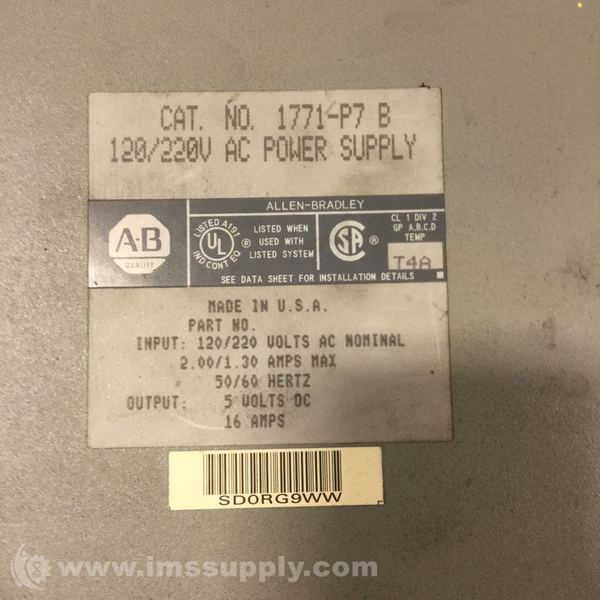 CAT. NO. 1771-P7 B
120/220V AC POWER SUPPLY
ALLEN-BRADLEY
A-B
QUALITY
LISTED A191
UL
IND CONT EQ
®
LISTED WHEN
USED WITH
LISTED SYSTEM
SA
®
CL 1 DIV 2
GP A,B,C,D
TEMP
T4A
SEE DATA SHEET FOR INSTALLATION DETAILS
MADE IN U.S.A.
PART NO.
INPUT: 120/220 VOLTS AC NOMINAL
2.00/1.30 AMPS MAX
50/60 HERTZ
OUTPUT: 5 VOLTS DC
16 AMPS
SD0RG9WW
www.imssupply.com